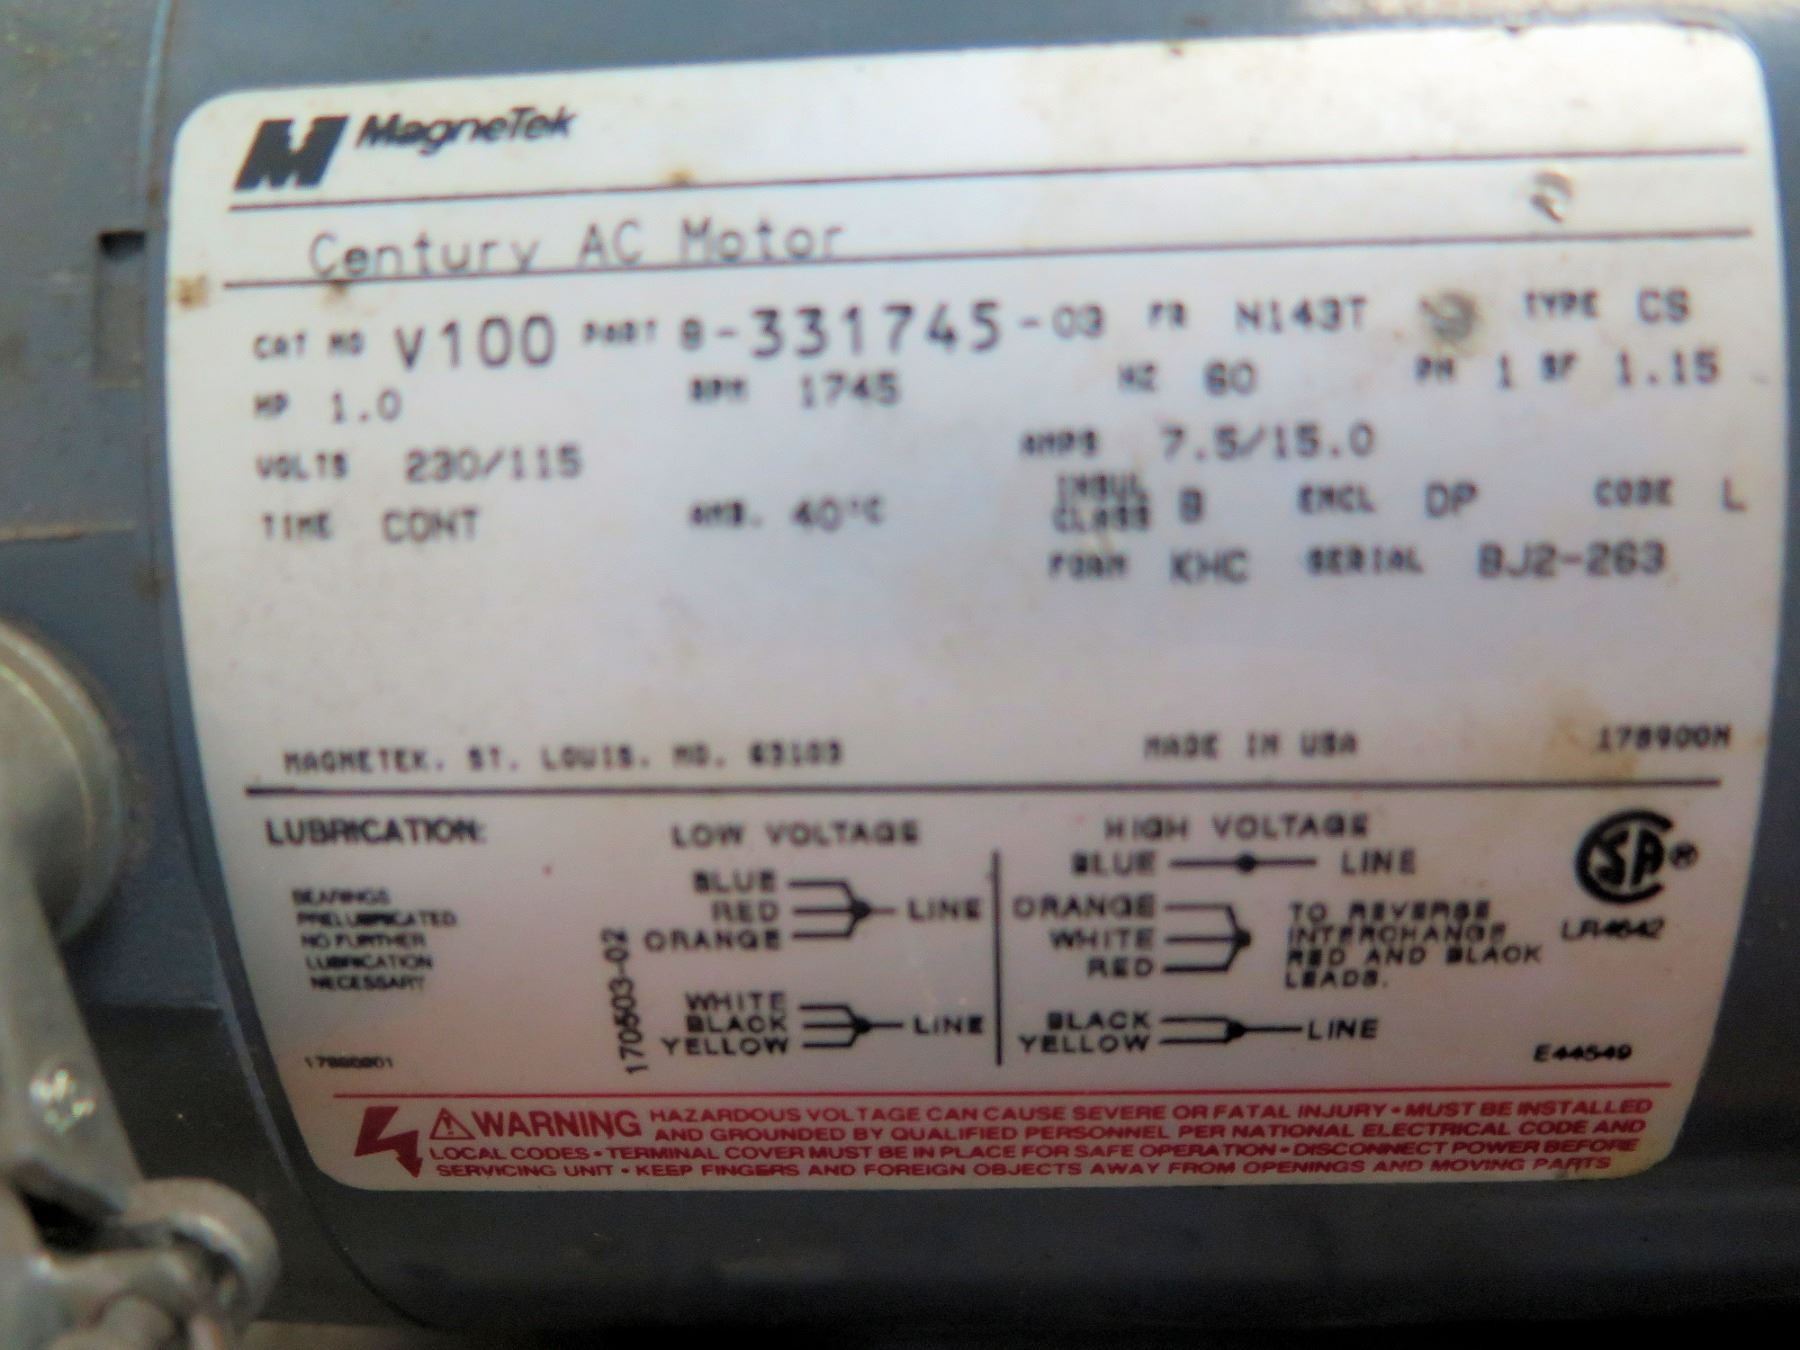 MagneTek
Century AC Motor
CAT NO V100 PART 8-331745-03 FR N143T TYPE CS
HP 1.0 RPM 1745 HZ 60 PH 1 SF 1.15
VOLTS 230/115 AMPS 7.5/15.0
TIME CONT AMB. 40°C INSUL CLASS B ENCL DP CODE L
FORM KHC SERIAL BJ2-263
MAGNETEK, ST. LOUIS, MO. 63103 MADE IN USA 178900M
LUBRICATION:
BEARINGS
PRELUBRICATED
NO FURTHER
LUBRICATION
NECESSARY
170503-02
LOW VOLTAGE
BLUE
RED LINE
ORANGE
WHITE
BLACK LINE
YELLOW
HIGH VOLTAGE
BLUE LINE
ORANGE
WHITE
RED
TO REVERSE
INTERCHANGE
RED AND BLACK
LEADS.
BLACK
YELLOW LINE
SA
LR4642
E44549
WARNING HAZARDOUS VOLTAGE CAN CAUSE SEVERE OR FATAL INJURY • MUST BE INSTALLED
AND GROUNDED BY QUALIFIED PERSONNEL PER NATIONAL ELECTRICAL CODE AND
LOCAL CODES • TERMINAL COVER MUST BE IN PLACE FOR SAFE OPERATION • DISCONNECT POWER BEFORE
SERVICING UNIT • KEEP FINGERS AND FOREIGN OBJECTS AWAY FROM OPENINGS AND MOVING PARTS